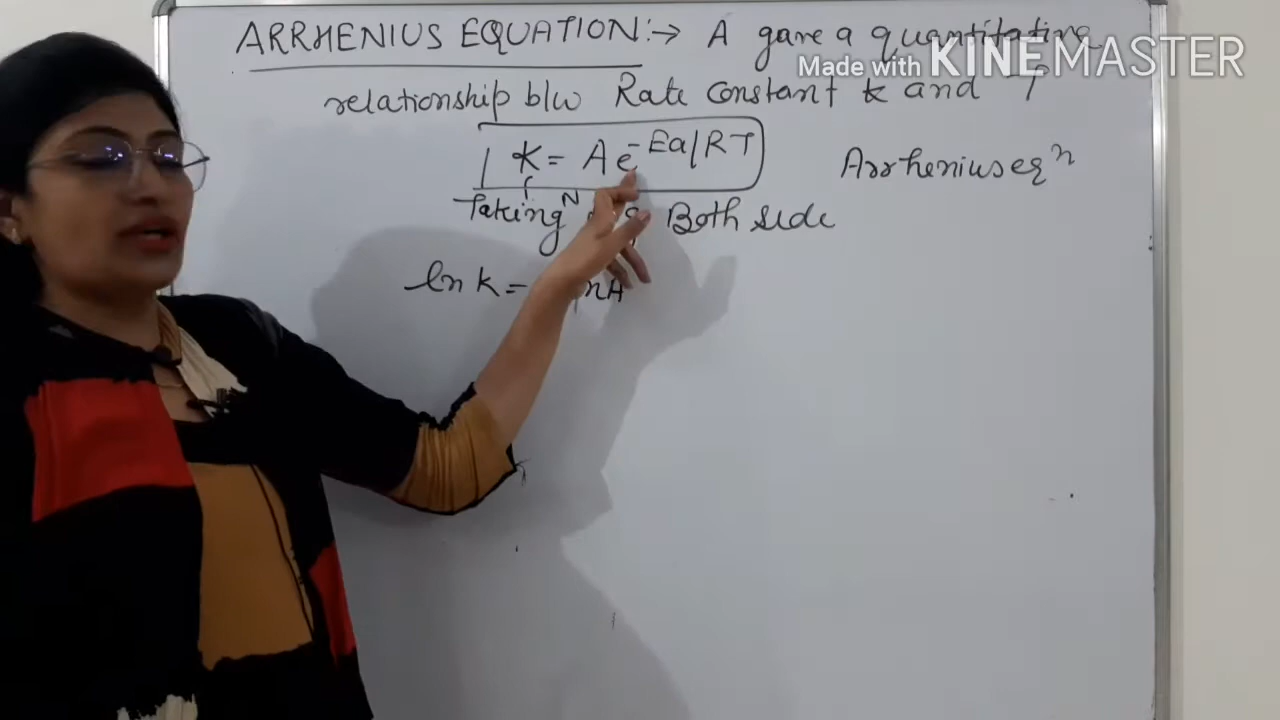 ARRHENIUS EQUATION:→ A gave a quantitative
Made with KINEMASTER
relationship b/w Rate Constant k and T
K = A e^-Ea/RT
Arrhenius eqn
Taking Both side
ln k = nA